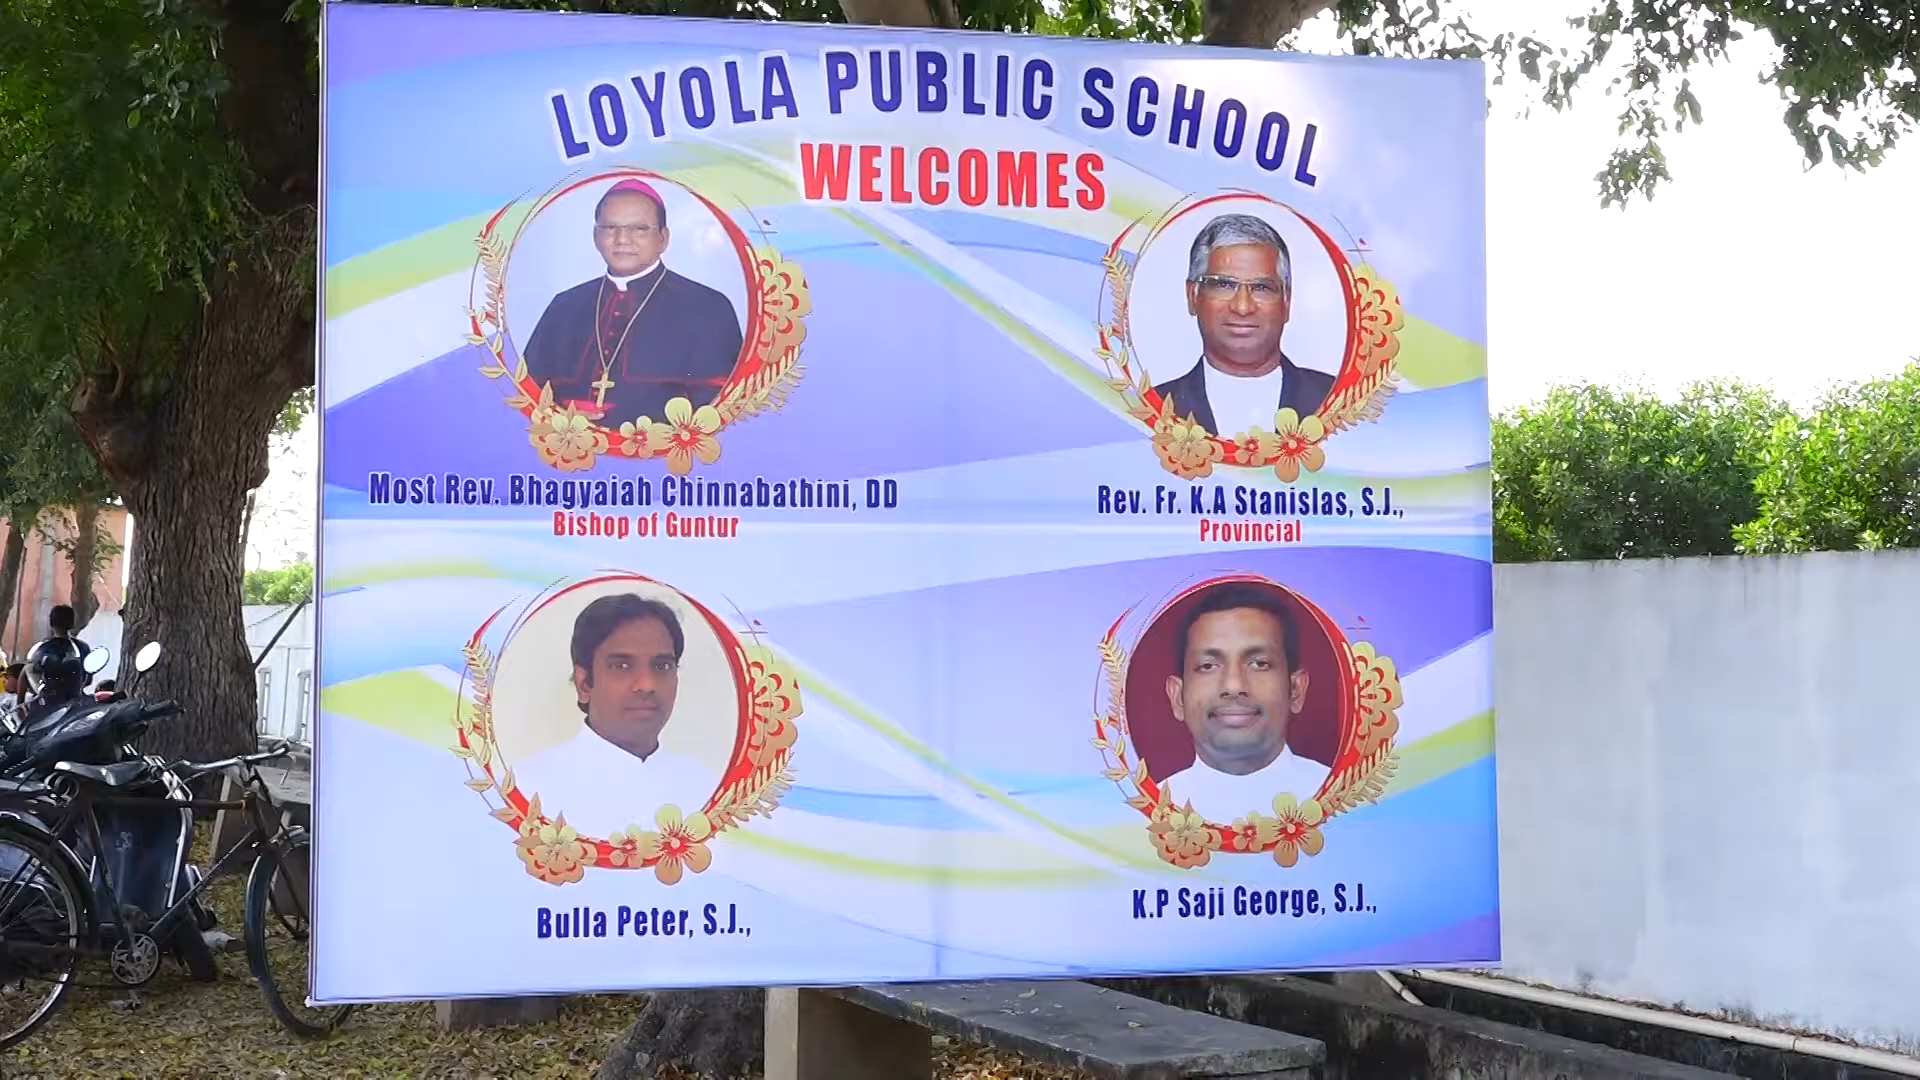 LOYOLA PUBLIC SCHOOL
WELCOMES
Most Rev. Bhagyaiah Chinnabathini, DD
Bishop of Guntur
Rev. Fr. K.A Stanislas, S.J.,
Provincial
Bulla Peter, S.J.,
K.P Saji George, S.J.,